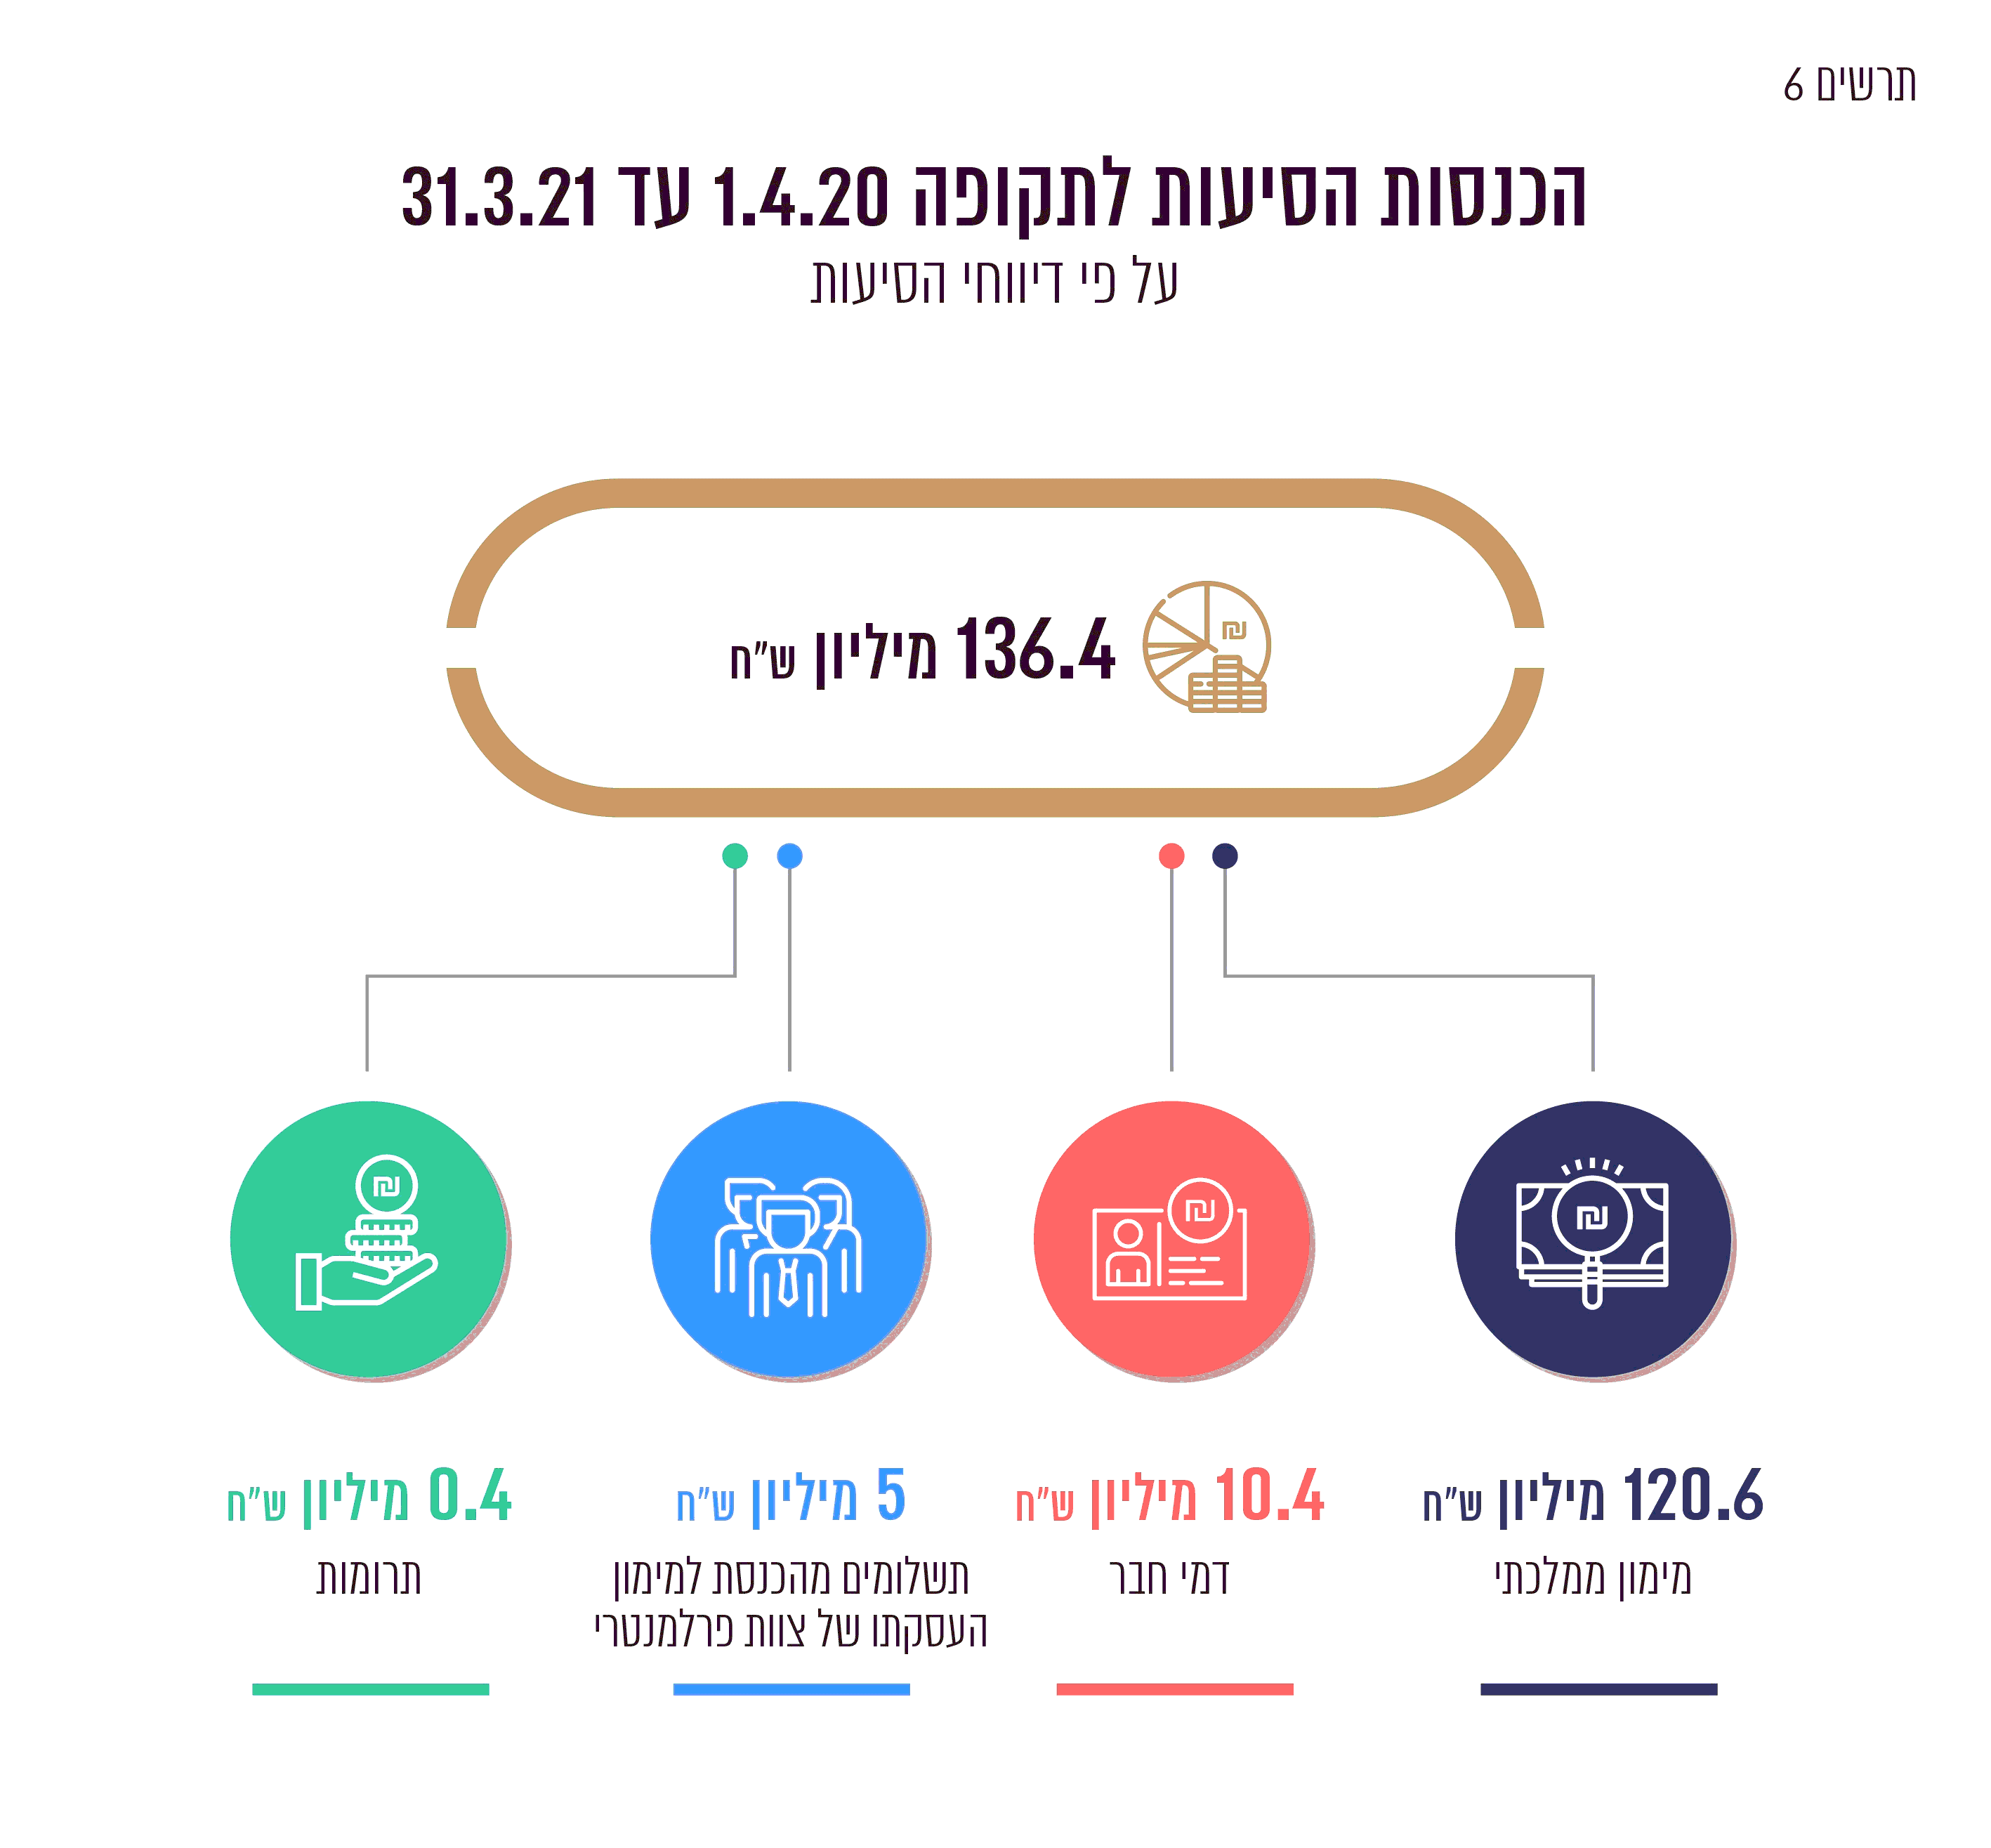 תרשים 6
הכנסות הסיעות לתקופה 1.4.20 עד 31.3.21
על פי דיווחי הסיעות
136.4 מיליון ש"ח
120.6 מיליון ש"ח
מימון ממלכתי
10.4 מיליון ש"ח
דמי חבר
5 מיליון ש"ח
תשלומים מהכנסת למימון
העסקתו של צוות פרלמנטרי
0.4 מיליון ש"ח
תרומות